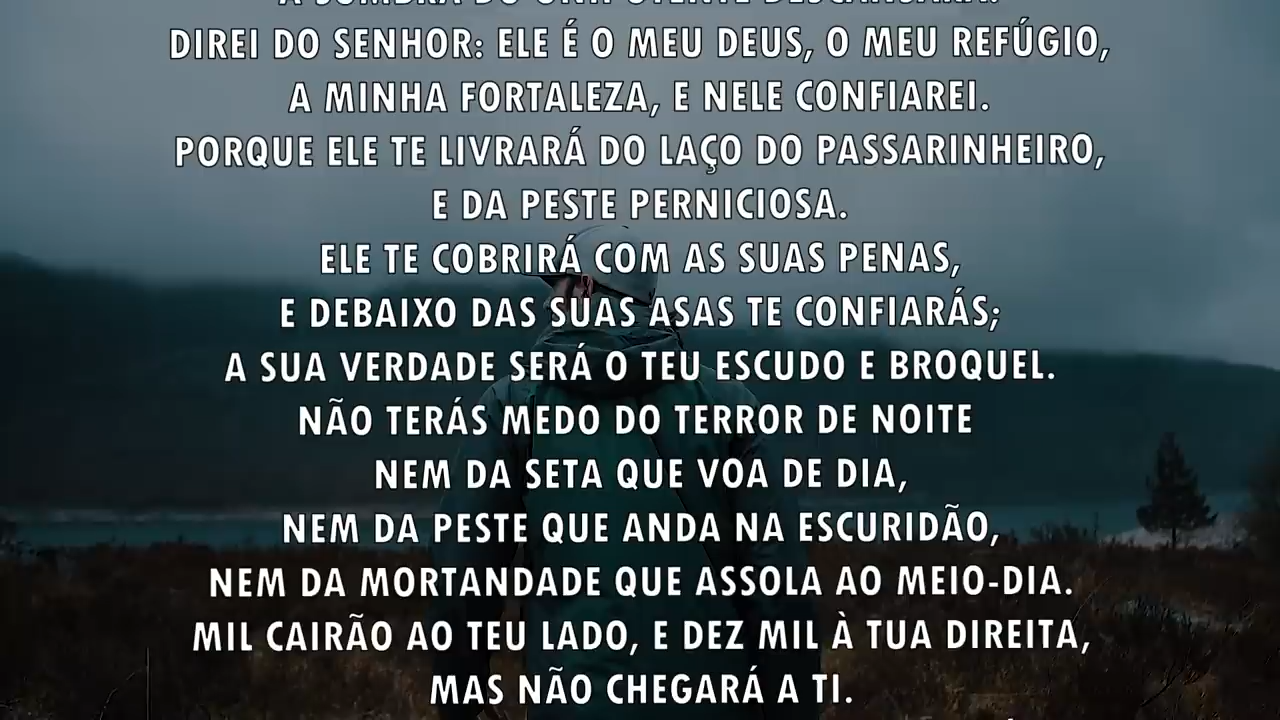 À SOMBRA DO ONIPOTENTE DESCANSARÁ.
DIREI DO SENHOR: ELE É O MEU DEUS, O MEU REFÚGIO,
A MINHA FORTALEZA, E NELE CONFIAREI.
PORQUE ELE TE LIVRARÁ DO LAÇO DO PASSARINHEIRO,
E DA PESTE PERNICIOSA.
ELE TE COBRIRÁ COM AS SUAS PENAS,
E DEBAIXO DAS SUAS ASAS TE CONFIARÁS;
A SUA VERDADE SERÁ O TEU ESCUDO E BROQUEL.
NÃO TERÁS MEDO DO TERROR DE NOITE
NEM DA SETA QUE VOA DE DIA,
NEM DA PESTE QUE ANDA NA ESCURIDÃO,
NEM DA MORTANDADE QUE ASSOLA AO MEIO-DIA.
MIL CAIRÃO AO TEU LADO, E DEZ MIL À TUA DIREITA,
MAS NÃO CHEGARÁ A TI.